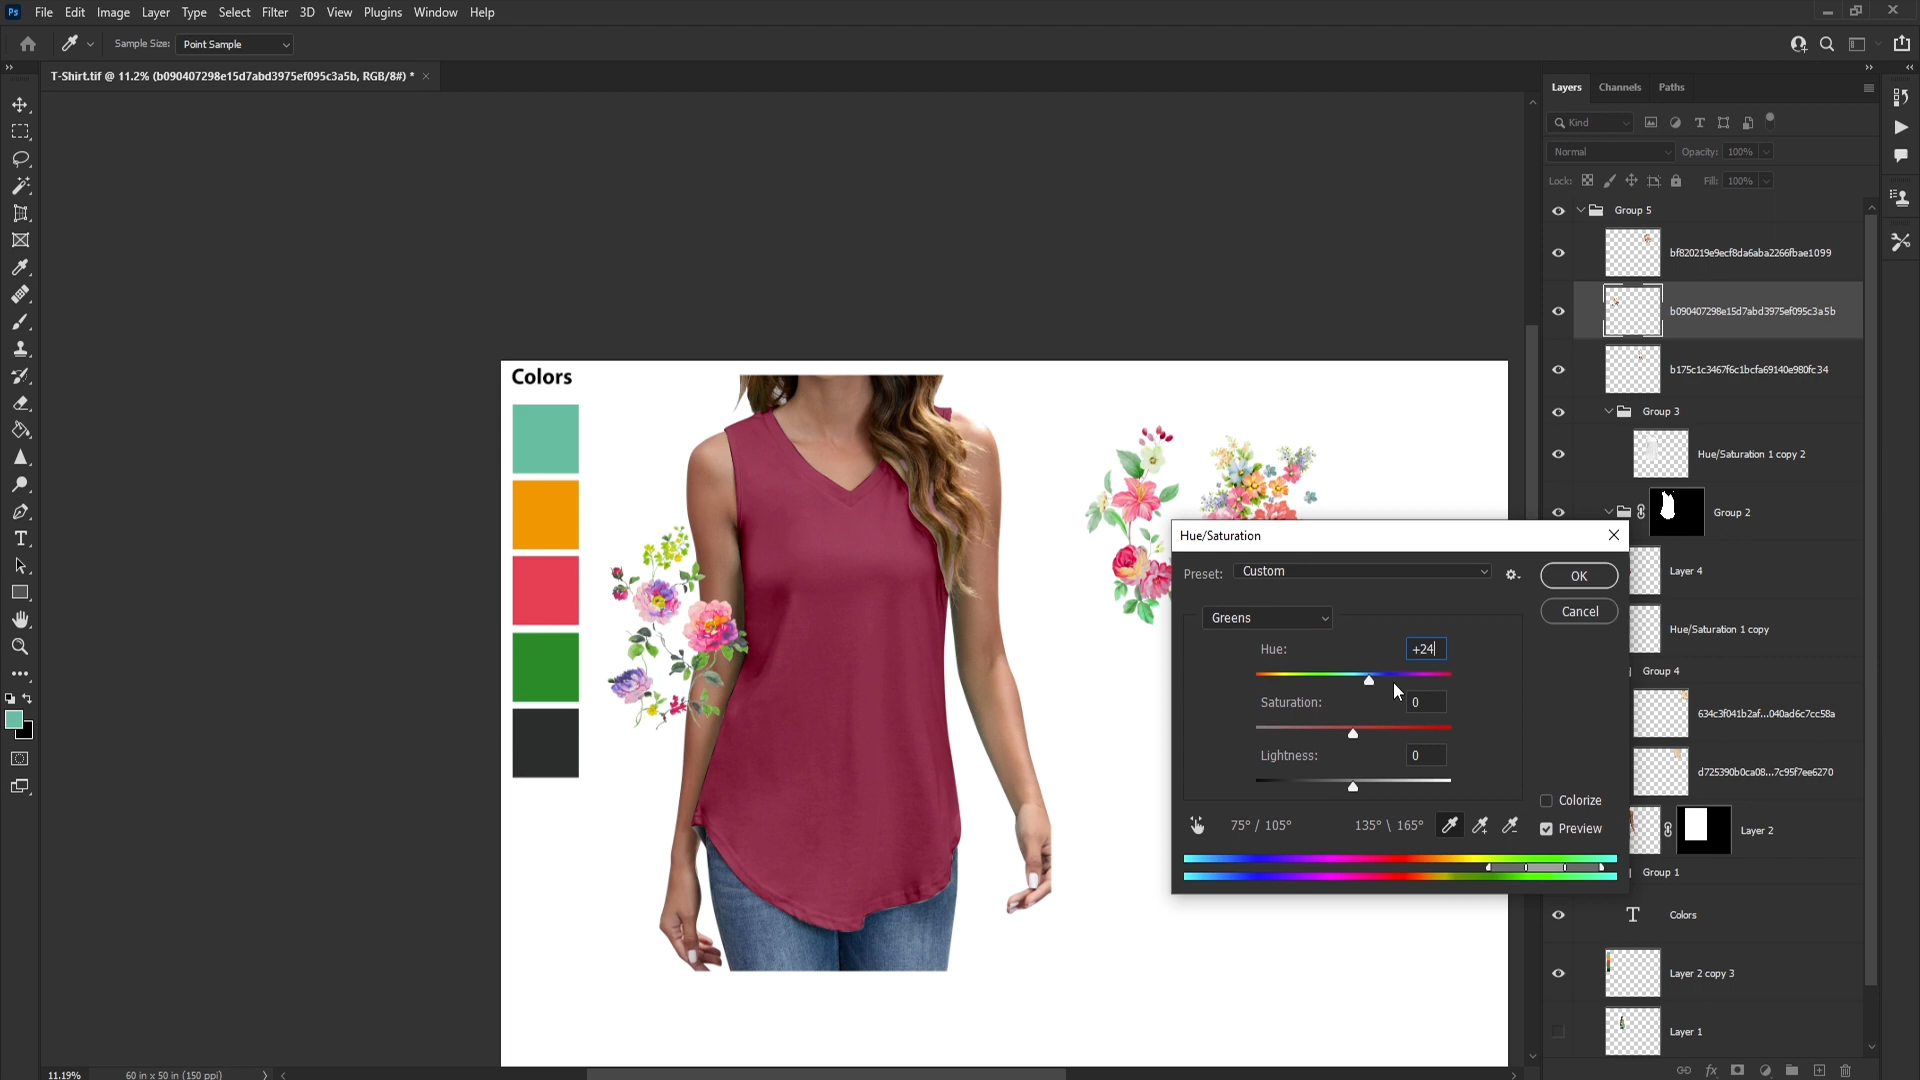 Ps File Edit Image Layer Type Select Filter 3D View Plugins Window Help
Sample Size: Point Sample
T-Shirt.tif @ 11.2% (b090407298e15d7abd3975ef095c3a5b, RGB/8#) *
Layers Channels Paths
Kind
Normal Opacity: 100%
Lock: Fill: 100%
Group 5
bf820219e9ecf8da6aba2266fbae1099
b090407298e15d7abd3975ef095c3a5b
b175c1c3467f6c1bcfa69140e980fc34
Group 3
Hue/Saturation 1 copy 2
Group 2
Layer 4
Hue/Saturation 1 copy
Group 4
634c3f041b2af...040ad6c7cc58a
d725390b0ca08...7c95f7ee6270
Layer 2
Group 1
Colors
Layer 2 copy 3
Layer 1
Colors
Hue/Saturation
Preset: Custom
OK
Cancel
Greens
Hue: +24
Saturation: 0
Lightness: 0
Colorize
Preview
75° / 105° 135° \ 165°
11.19% 60 in x 50 in (150 ppi)